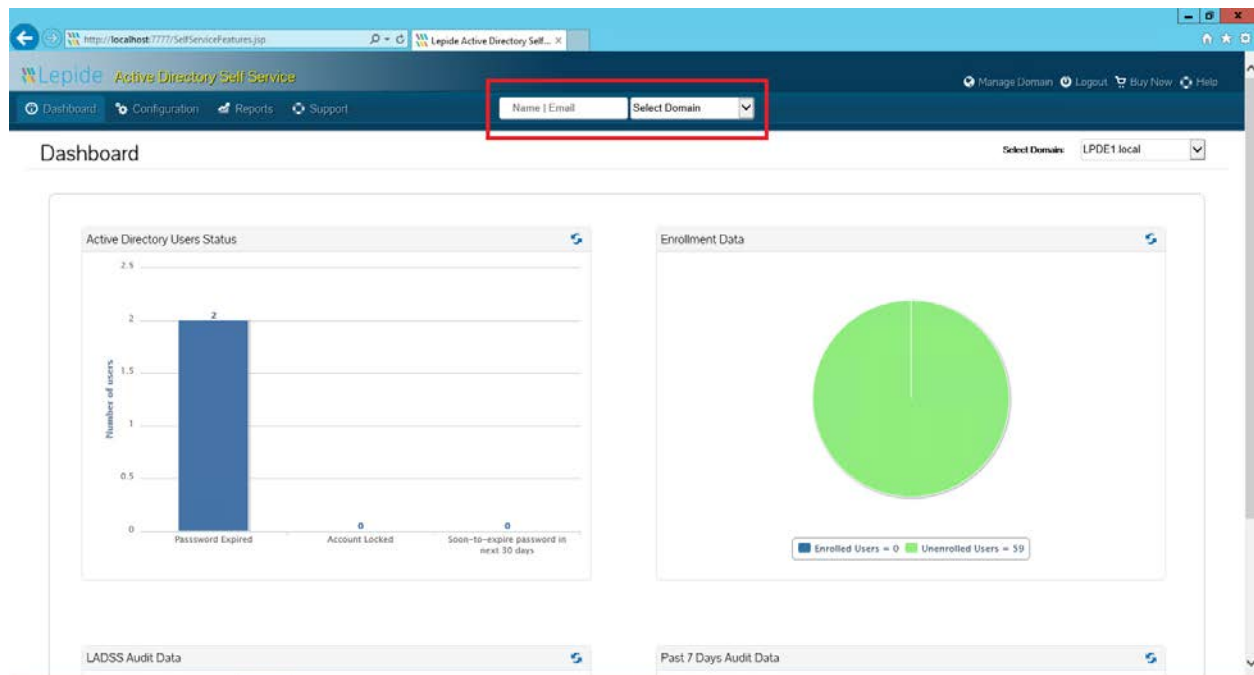 http://localhost:7777/SelfServiceFeatures.jsp
Lepide Active Directory Self... ×
Lepide Active Directory Self Service
Manage Domain Logout Buy Now Help
Dashboard Configuration Reports Support
Name | Email Select Domain
Dashboard
Select Domain: LPDE1.local
Active Directory Users Status
2.5
2
2
1.5
Number of users
1
0.5
0
0
0
Passsword Expired
Account Locked
Soon-to-expire password in
next 30 days
Enrollment Data
Enrolled Users = 0 Unenrolled Users = 59
LADSS Audit Data
Past 7 Days Audit Data